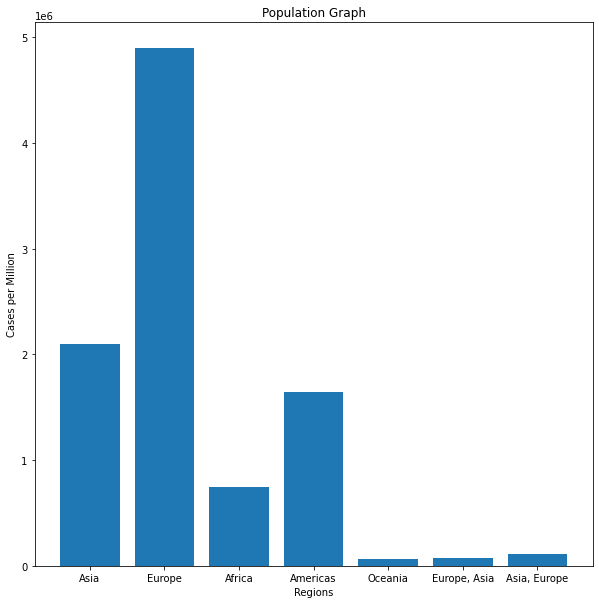 Population Graph
1e6
5
4
3
2
1
0
Cases per Million
Asia Europe Africa Americas Oceania Europe, Asia Asia, Europe
Regions